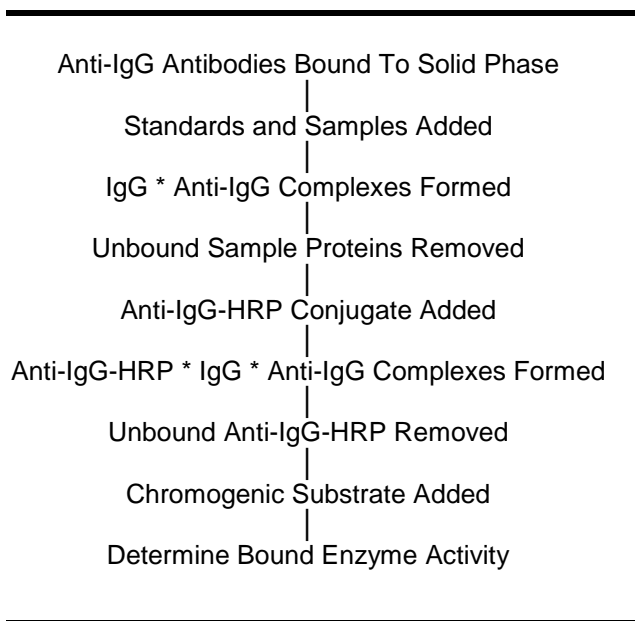 Anti-IgG Antibodies Bound To Solid Phase
Standards and Samples Added
IgG * Anti-IgG Complexes Formed
Unbound Sample Proteins Removed
Anti-IgG-HRP Conjugate Added
Anti-IgG-HRP * IgG * Anti-IgG Complexes Formed
Unbound Anti-IgG-HRP Removed
Chromogenic Substrate Added
Determine Bound Enzyme Activity